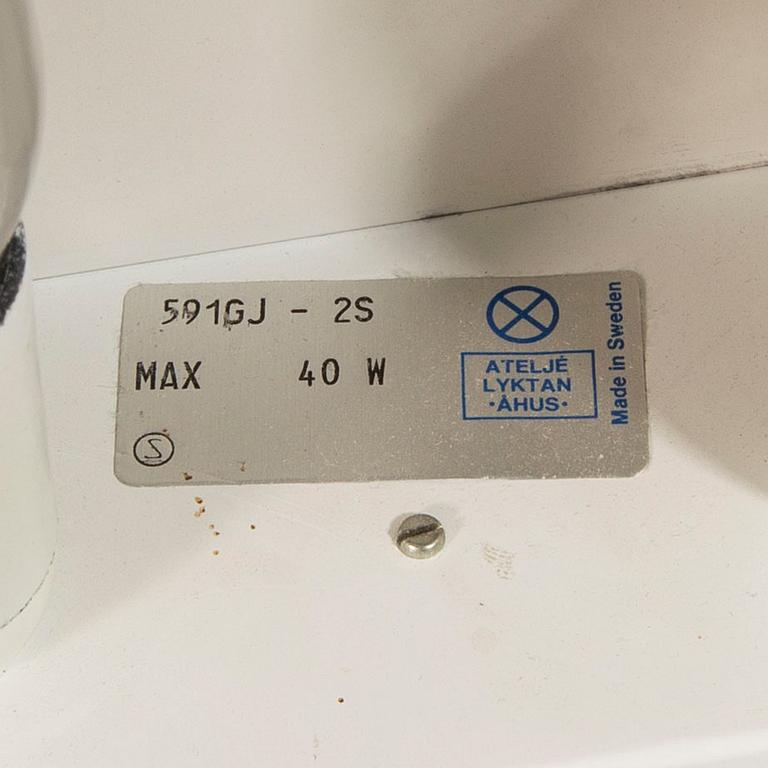 591GJ - 2S
MAX 40 W
S
ATELJÉ
LYKTAN
·ÅHUS·
Made in Sweden